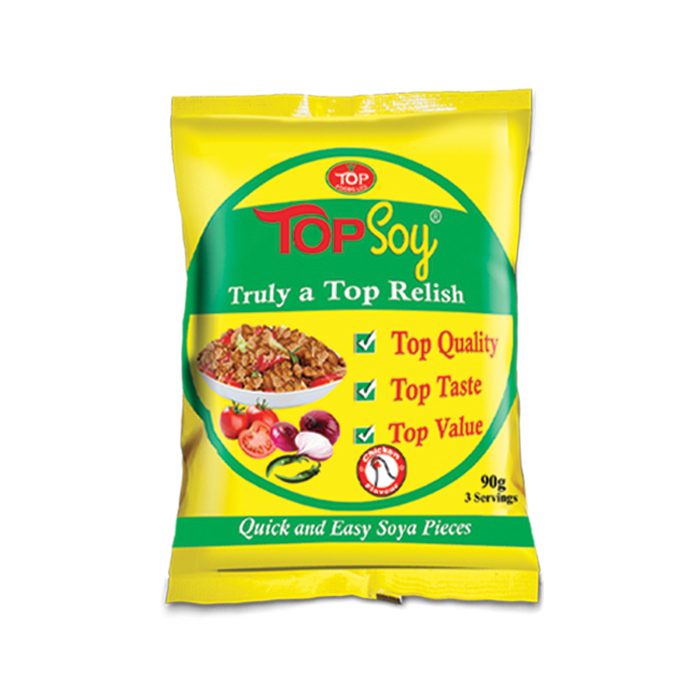 TOP
FOODS LTD
TOPSoy®
Truly a Top Relish
Top Quality
Top Taste
Top Value
Chicken
Flavour
90g
3 Servings
Quick and Easy Soya Pieces